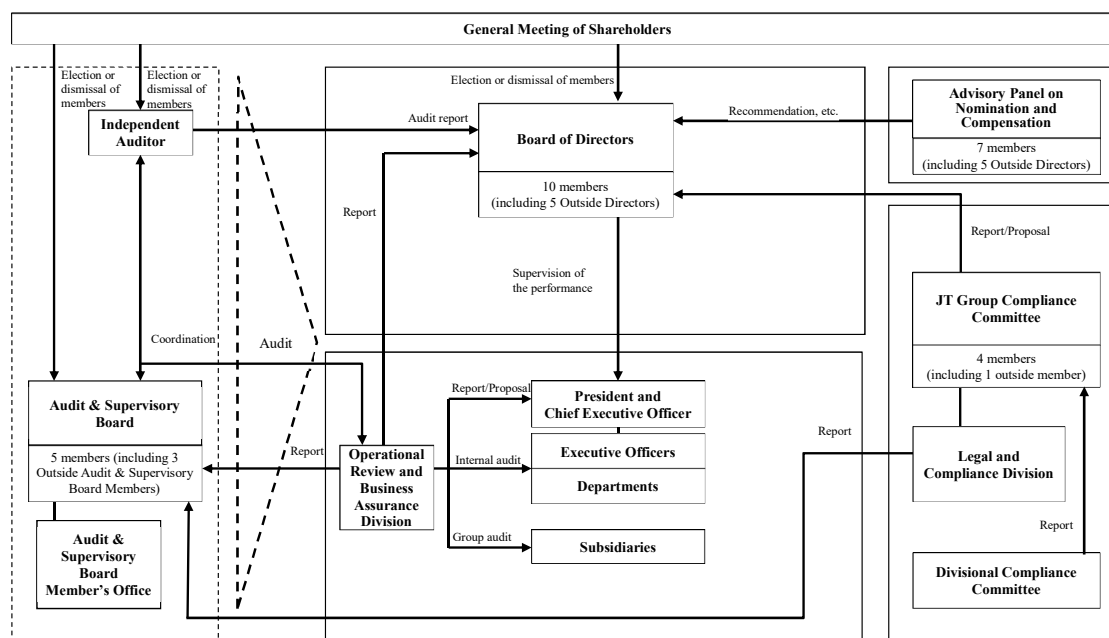 General Meeting of Shareholders
Election or
dismissal of
members
Election or
dismissal of
members
Election or dismissal of members
Independent
Auditor
Audit report
Board of Directors
10 members
(including 5 Outside Directors)
Recommendation, etc.
Advisory Panel on
Nomination and
Compensation
7 members
(including 5 Outside Directors)
Report
Report/Proposal
Supervision of
the performance
JT Group Compliance
Committee
4 members
(including 1 outside member)
Coordination
Audit
Audit & Supervisory
Board
5 members (including 3
Outside Audit & Supervisory
Board Members)
Audit &
Supervisory
Board
Member's Office
Report
Operational
Review and
Business
Assurance
Division
Report/Proposal
Internal audit
Group audit
President and
Chief Executive Officer
Executive Officers
Departments
Subsidiaries
Report
Legal and
Compliance Division
Report
Divisional Compliance
Committee